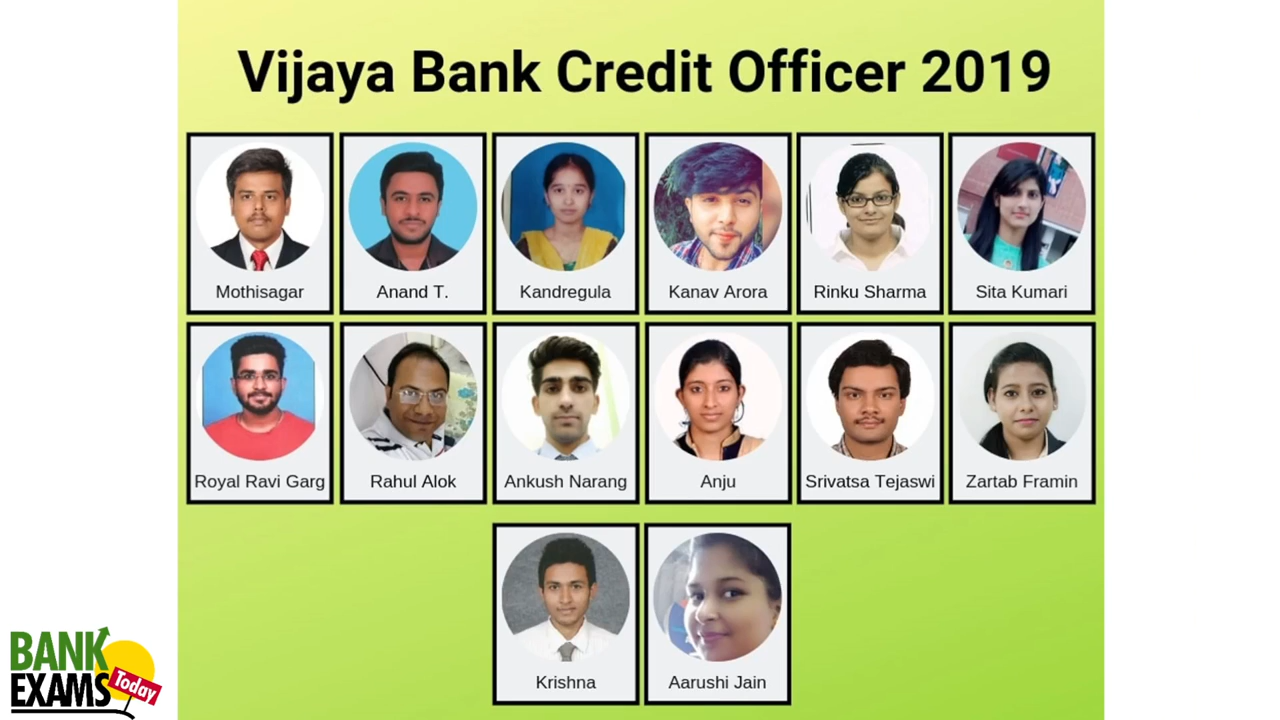 Vijaya Bank Credit Officer 2019
Mothisagar
Anand T.
Kandregula
Kanav Arora
Rinku Sharma
Sita Kumari
Royal Ravi Garg
Rahul Alok
Ankush Narang
Anju
Srivatsa Tejaswi
Zartab Framin
Krishna
Aarushi Jain
BANK
EXAMS
Today